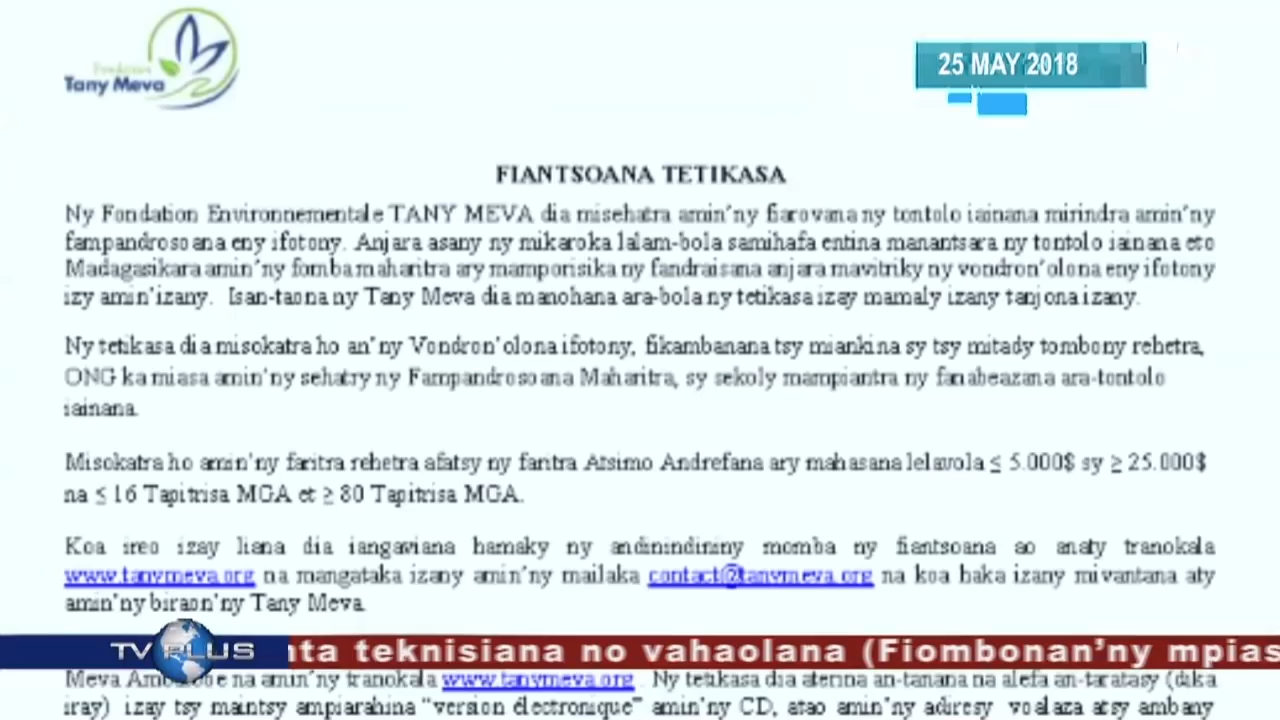 Fondation
Tany Meva
25 MAY 2018
FIANTSOANA TETIKASA
Ny Fondation Environnementale TANY MEVA dia misehatra amin'ny fiarovana ny tontolo iainana mirindra amin'ny
fampandrosoana eny ifotony. Anjara asany ny mikaroka lalam-bola samihafa entina manantsara ny tontolo iainana eto
Madagasikara amin'ny fomba maharitra ary mamporisika ny fandraisana anjara mavitriky ny vondron'olona eny ifotony
izy amin'izany. Isan-taona ny Tany Meva dia manohana ara-bola ny tetikasa izay mamaly izany tanjona izany.
Ny tetikasa dia misokatra ho an'ny Vondron'olona ifotony, fikambanana tsy miankina sy tsy mitady tombony rehetra,
ONG ka miasa amin'ny sehatry ny Fampandrosoana Maharitra, sy sekoly mampiantra ny fanabeazana ara-tontolo
iainana.
Misokatra ho amin'ny faritra rehetra afatsy ny faritra Atsimo Andrefana ary mahasana lelavola ≤ 5.000$ sy ≥ 25.000$
na ≤ 16 Tapitrisa MGA et ≥ 80 Tapitrisa MGA.
Koa ireo izay liana dia iangaviana hamaky ny andinindininy momba ny fiantsoana ao anaty tranokala
www.tanymeva.org na mangataka izany amin'ny mailaka contact@tanymeva.org na koa haka izany mivantana aty
amin'ny biraon'ny Tany Meva.
TV PLUS
nta teknisiana no vahaolana (Fiombonan'ny mpias
Meva na amin'ny tranokala www.tanymeva.org . Ny tetikasa dia aterina an-tanana na alefa an-taratasy (dika
iray) izay tsy maintsy ampiarahina "version électronique" amin'ny CD, atao amin'ny adiresy voalaza atsy ambany